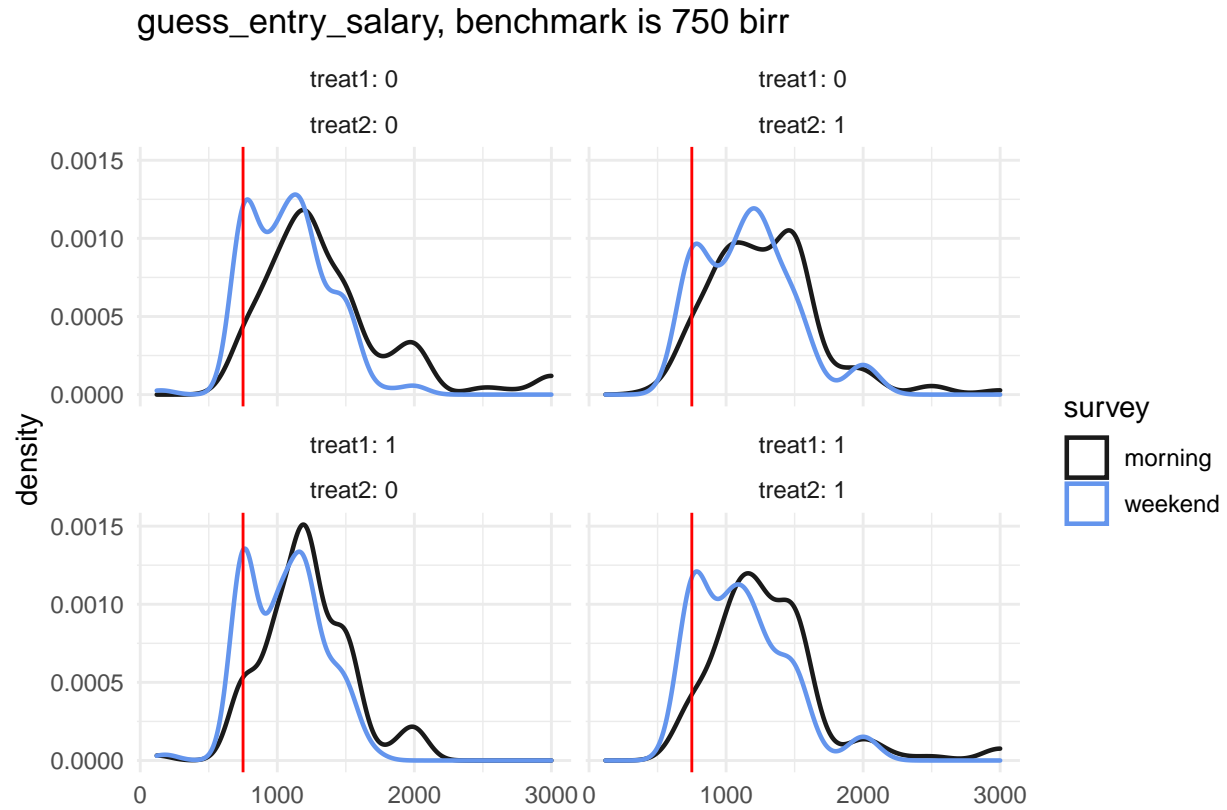 guess_entry_salary, benchmark is 750 birr
treat1: 0
treat2: 0
treat1: 0
treat2: 1
0.0015
0.0010
0.0005
0.0000
treat1: 1
treat2: 0
treat1: 1
treat2: 1
0.0015
0.0010
0.0005
0.0000
0 1000 2000 3000
0 1000 2000 3000
density
survey
morning
weekend